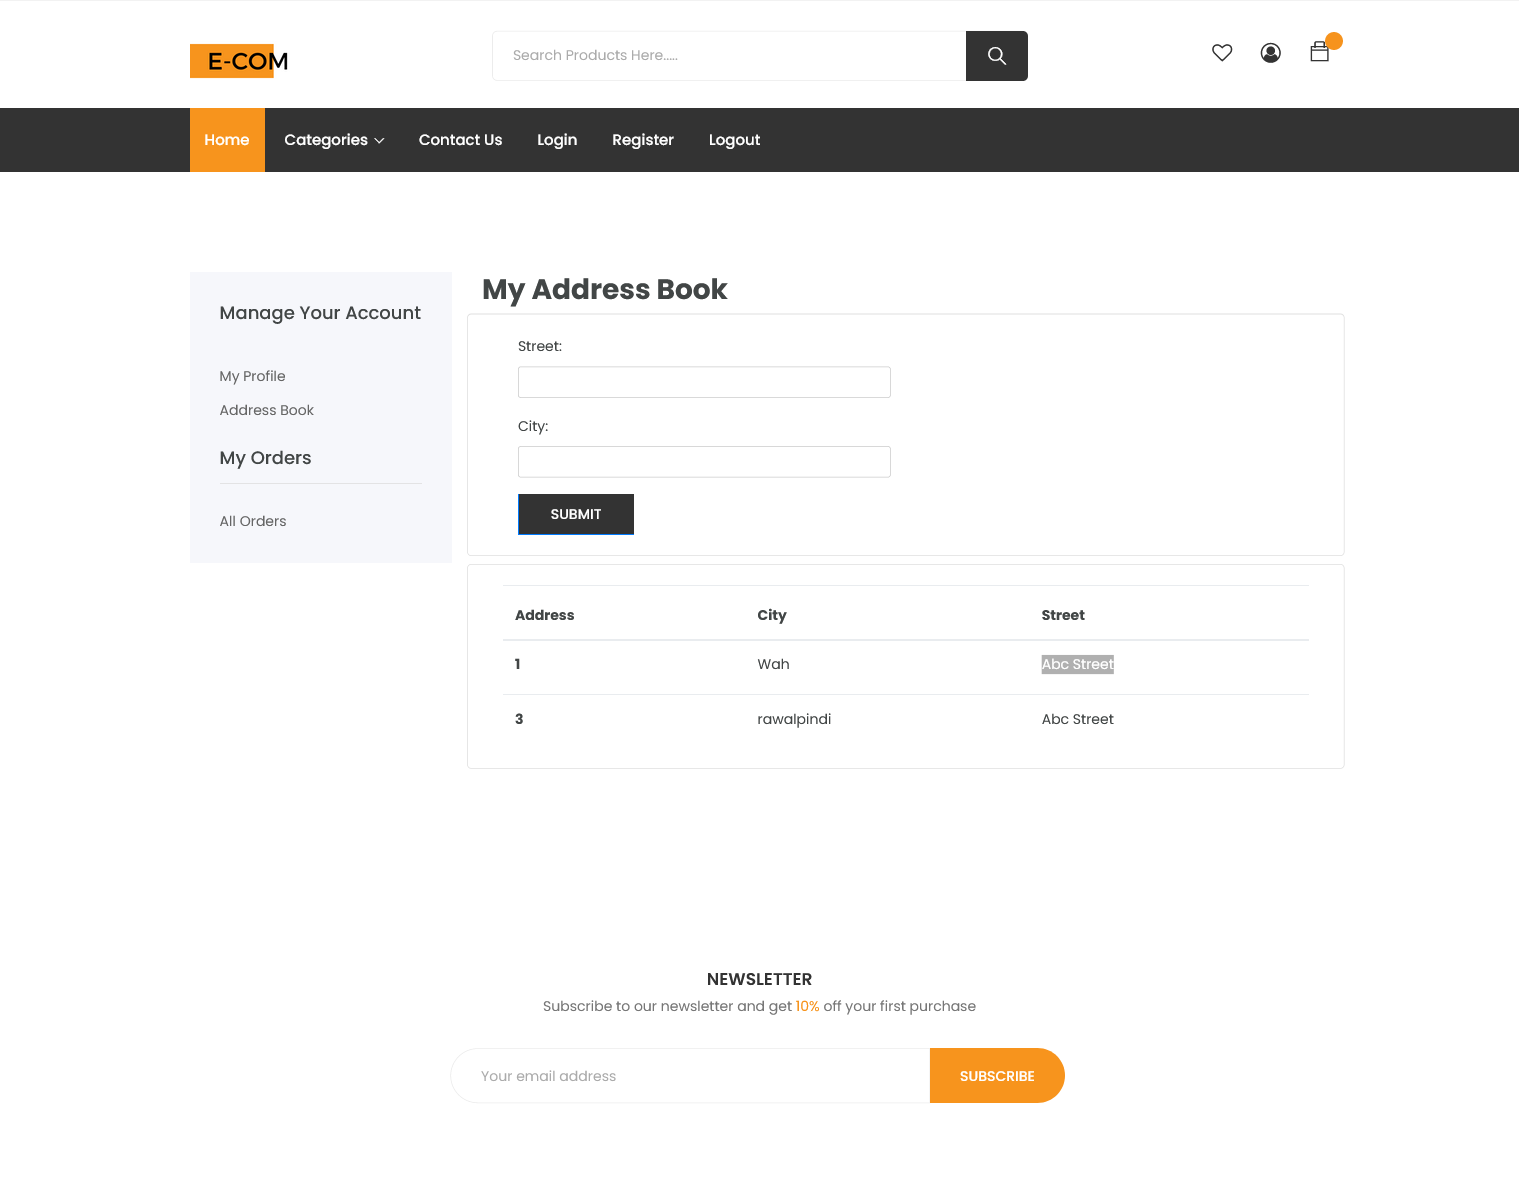 E-COM
Search Products Here.....
Home Categories Contact Us Login Register Logout
Manage Your Account
My Profile
Address Book
My Orders
All Orders
My Address Book
Street:
City:
SUBMIT
Address City Street
1 Wah Abc Street
3 rawalpindi Abc Street
NEWSLETTER
Subscribe to our newsletter and get 10% off your first purchase
Your email address
SUBSCRIBE